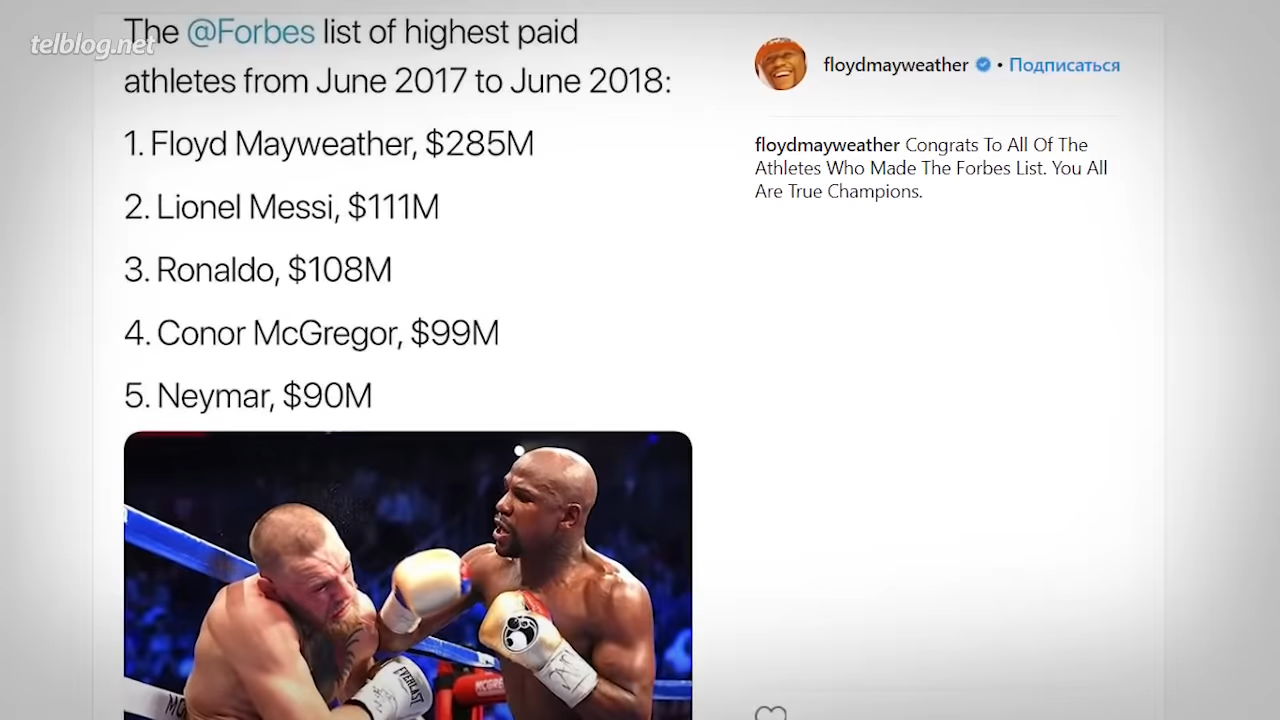 telblog.net
The @Forbes list of highest paid
athletes from June 2017 to June 2018:
1. Floyd Mayweather, $285M
2. Lionel Messi, $111M
3. Ronaldo, $108M
4. Conor McGregor, $99M
5. Neymar, $90M
floydmayweather • Подписаться
floydmayweather Congrats To All Of The
Athletes Who Made The Forbes List. You All
Are True Champions.
EVERLAST